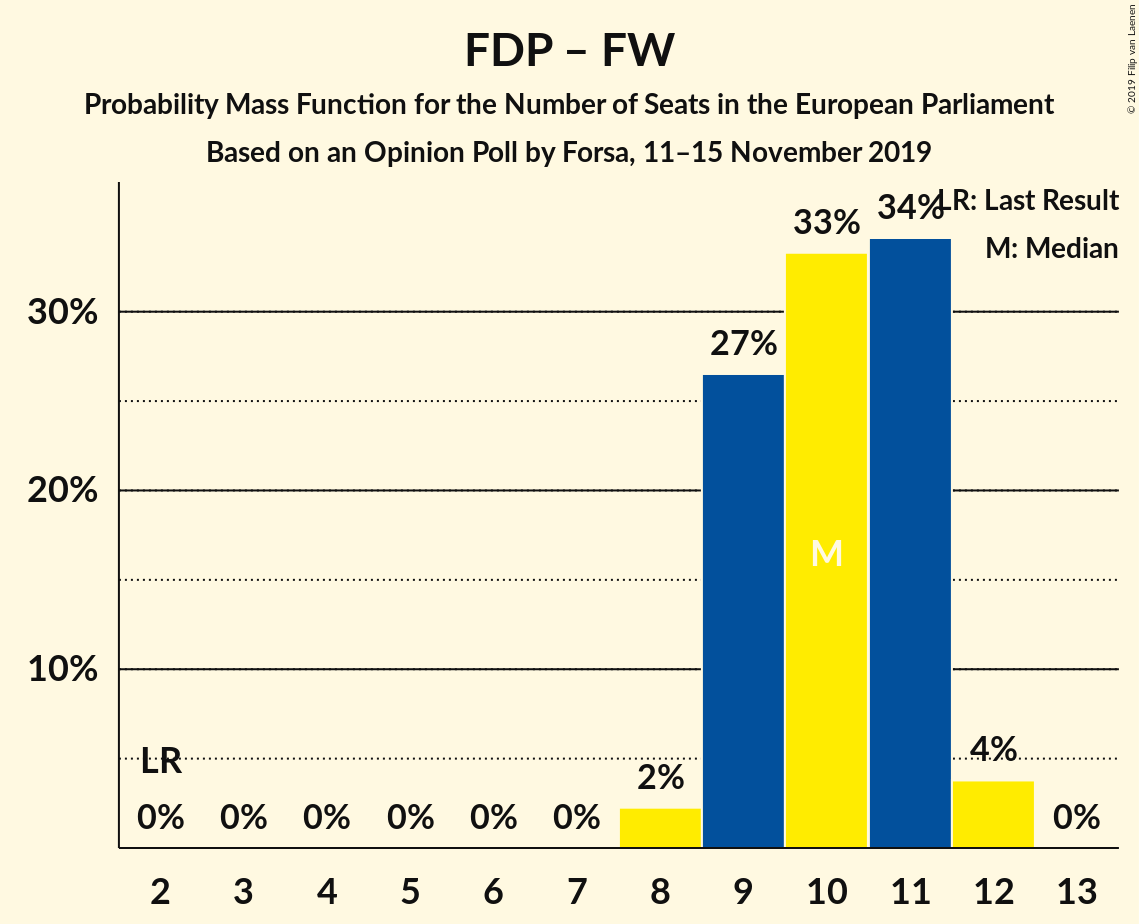 FDP – FW
Probability Mass Function for the Number of Seats in the European Parliament
Based on an Opinion Poll by Forsa, 11–15 November 2019
© 2019 Filip van Laenen
LR: Last Result
M: Median
34%
33%
30%
27%
20%
M
10%
LR
4%
2%
0% 0% 0% 0% 0% 0% 0%
2 3 4 5 6 7 8 9 10 11 12 13